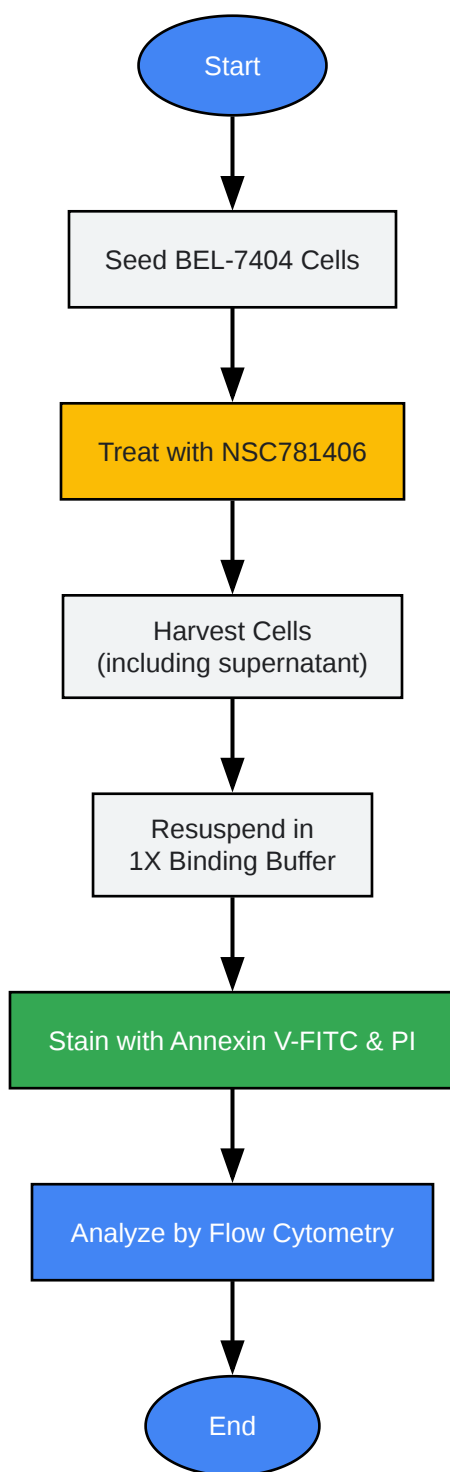 Start
Seed BEL-7404 Cells
Treat with NSC781406
Harvest Cells
(including supernatant)
Resuspend in
1X Binding Buffer
Stain with Annexin V-FITC & PI
Analyze by Flow Cytometry
End